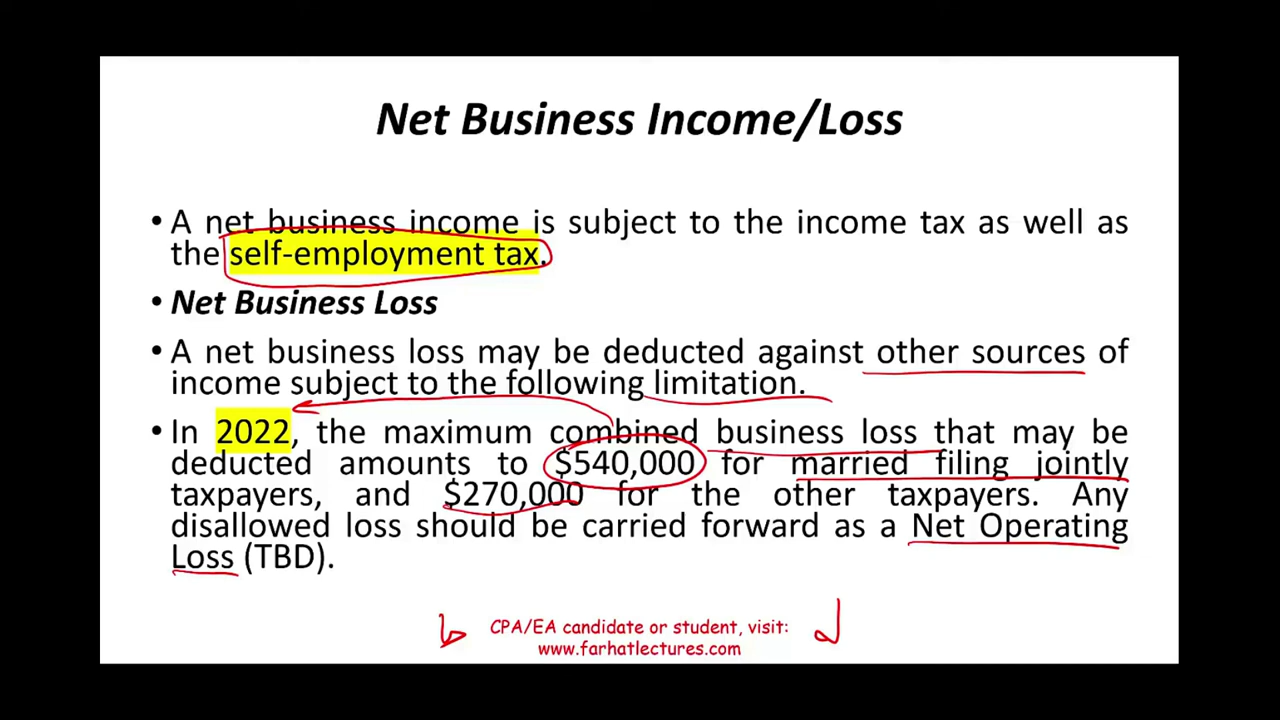 Net Business Income/Loss
• A net business income is subject to the income tax as well as
the self-employment tax.
• Net Business Loss
• A net business loss may be deducted against other sources of
income subject to the following limitation.
• In 2022, the maximum combined business loss that may be
deducted amounts to $540,000 for married filing jointly
taxpayers, and $270,000 for the other taxpayers. Any
disallowed loss should be carried forward as a Net Operating
Loss (TBD).
CPA/EA candidate or student, visit:
www.farhatlectures.com